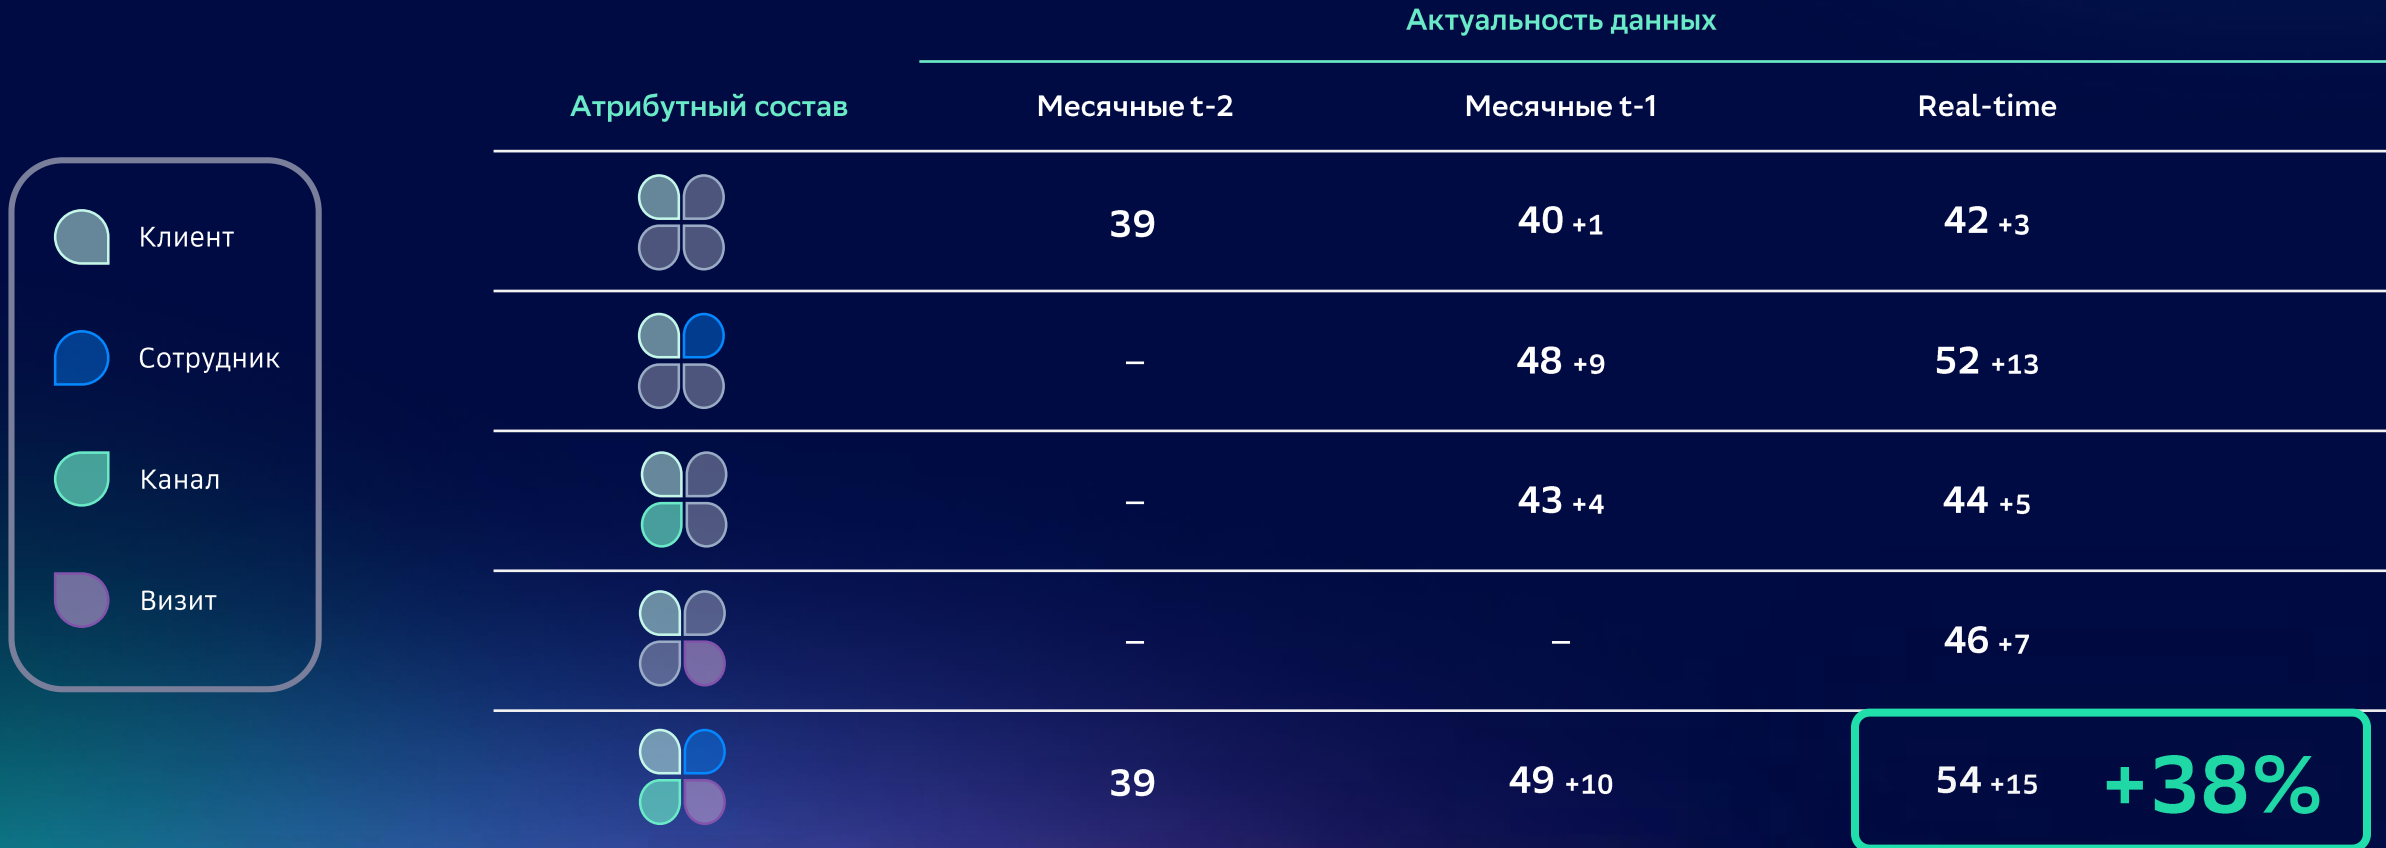 Актуальность данных
Атрибутный состав Месячные t-2 Месячные t-1 Real-time
Клиент
Сотрудник
Канал
Визит
39 40 +1 42 +3
– 48 +9 52 +13
– 43 +4 44 +5
– – 46 +7
39 49 +10 54 +15 +38%